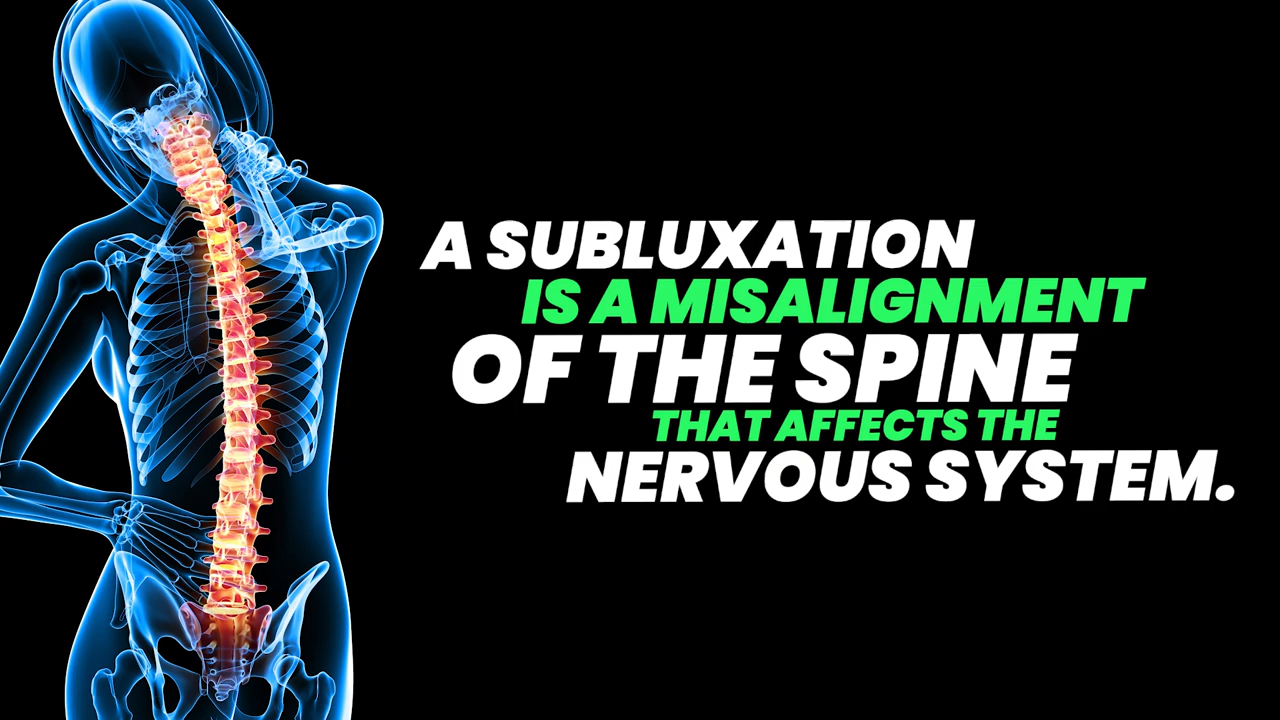 A SUBLUXATION
IS A MISALIGNMENT
OF THE SPINE
THAT AFFECTS THE
NERVOUS SYSTEM.